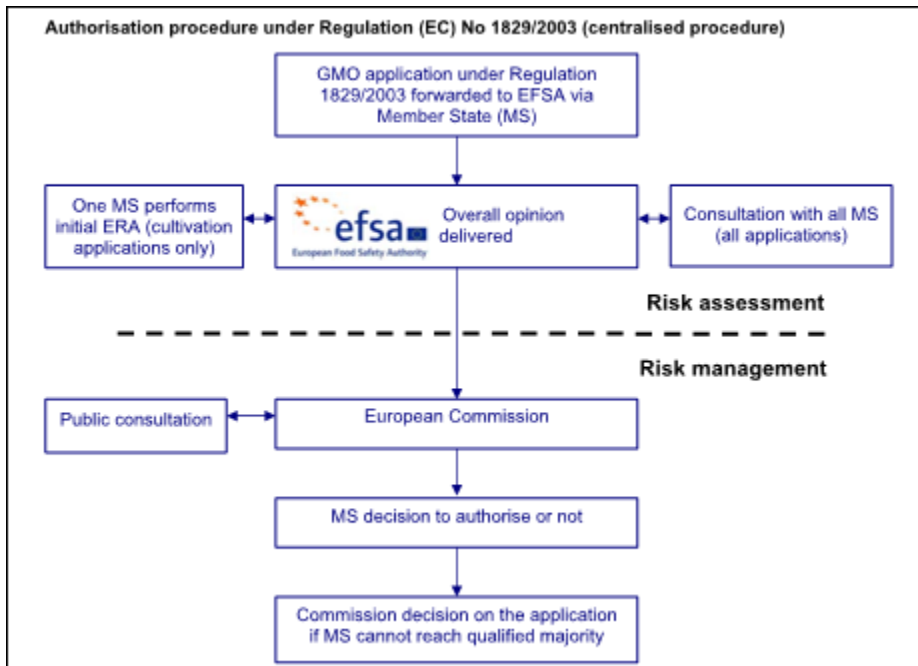 Authorisation procedure under Regulation (EC) No 1829/2003 (centralised procedure)
GMO application under Regulation
1829/2003 forwarded to EFSA via
Member State (MS)
One MS performs
initial ERA (cultivation
applications only)
efsa
European Food Safety Authority
Overall opinion
delivered
Consultation with all MS
(all applications)
Risk assessment
Risk management
Public consultation
European Commission
MS decision to authorise or not
Commission decision on the application
if MS cannot reach qualified majority